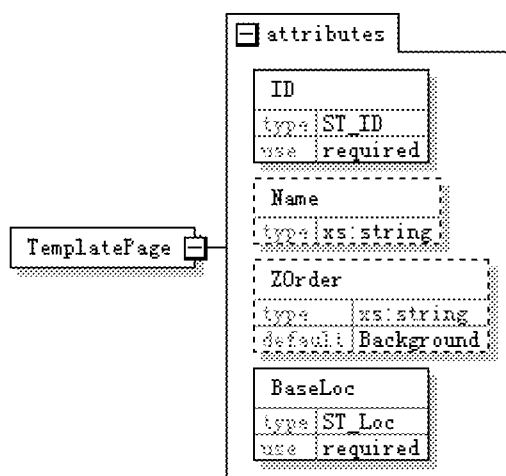 attributes
ID
type ST_ID
use required
Name
type xs:string
TemplatePage
ZOrder
type xs:string
default Background
BaseLoc
type ST_Loc
use required